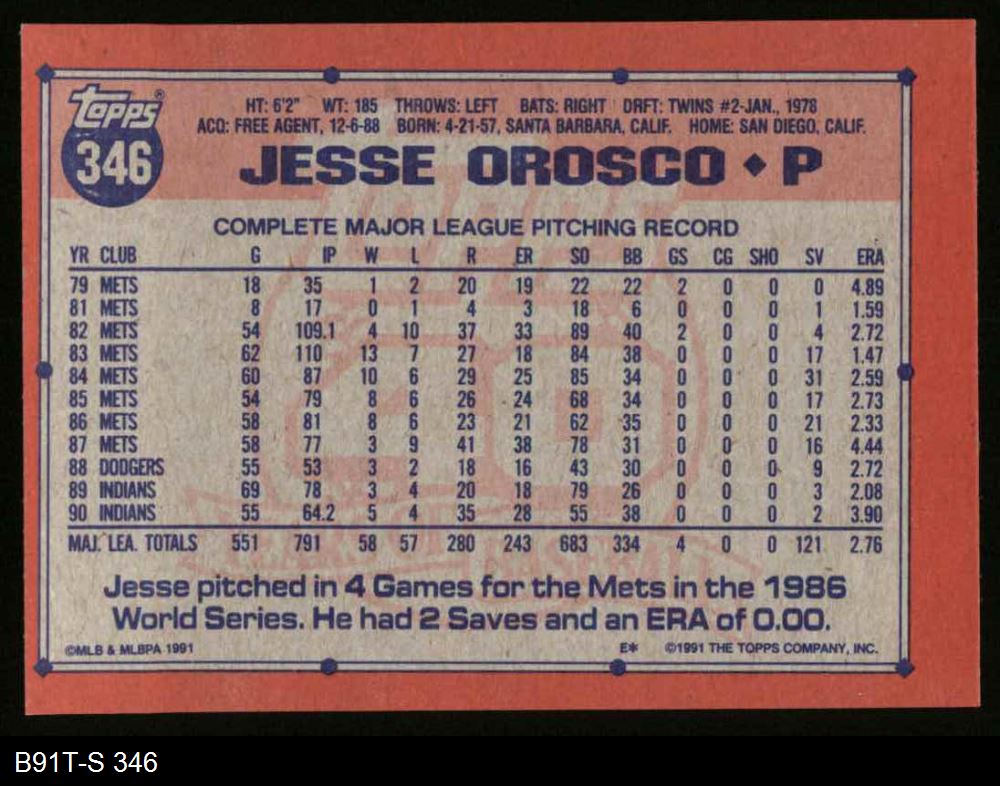 Topps®
346
HT: 6'2" WT: 185 THROWS: LEFT BATS: RIGHT DRFT: TWINS #2-JAN., 1978
ACQ: FREE AGENT, 12-6-88 BORN: 4-21-57, SANTA BARBARA, CALIF. HOME: SAN DIEGO, CALIF.
JESSE OROSCO ◆ P
COMPLETE MAJOR LEAGUE PITCHING RECORD
YR CLUB G IP W L R ER SO BB GS CG SHO SV ERA
79 METS 18 35 1 2 20 19 22 22 2 0 0 0 4.89
81 METS 8 17 0 1 4 3 18 6 0 0 0 1 1.59
82 METS 54 109.1 4 10 37 33 89 40 2 0 0 4 2.72
83 METS 62 110 13 7 27 18 84 38 0 0 0 17 1.47
84 METS 60 87 10 6 29 25 85 34 0 0 0 31 2.59
85 METS 54 79 8 6 26 24 68 34 0 0 0 17 2.73
86 METS 58 81 8 6 23 21 62 35 0 0 0 21 2.33
87 METS 58 77 3 9 41 38 78 31 0 0 0 16 4.44
88 DODGERS 55 53 3 2 18 16 43 30 0 0 0 9 2.72
89 INDIANS 69 78 3 4 20 18 79 26 0 0 0 3 2.08
90 INDIANS 55 64.2 5 4 35 28 55 38 0 0 0 2 3.90
MAJ. LEA. TOTALS 551 791 58 57 280 243 683 334 4 0 0 121 2.76
Jesse pitched in 4 Games for the Mets in the 1986
World Series. He had 2 Saves and an ERA of 0.00.
©MLB & MLBPA 1991 E* ©1991 THE TOPPS COMPANY, INC.
Topps
40
YEARS OF BASEBALL
B91T-S 346